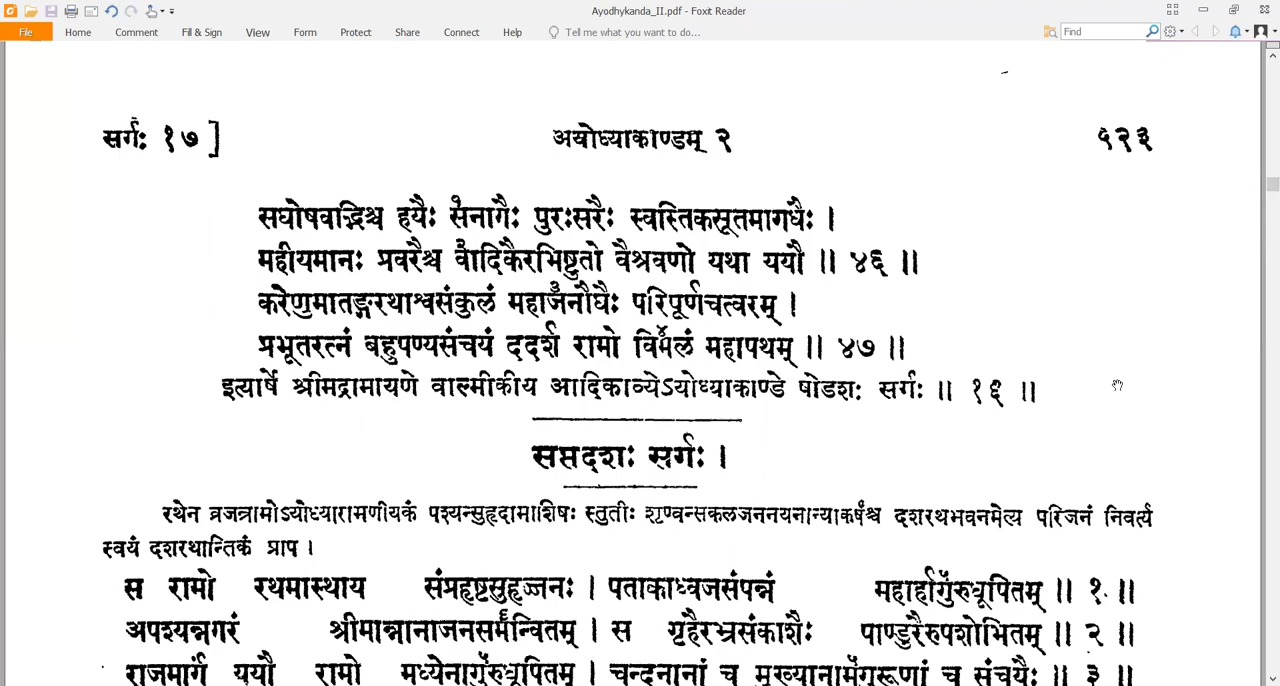 Ayodhykanda_II.pdf - Foxit Reader
File Home Comment Fill & Sign View Form Protect Share Connect Help Tell me what you want to do... Find
सर्गः १७ ] अयोध्याकाण्डम् २ ५२३
सघोषवाद्भिश्च हयैः सनागैः पुरःसरैः स्वस्तिकसूतमागधैः ।
महीयमानः प्रवरैश्च वादिकैरभिष्टुतो वैश्रवणो यथा ययौ ॥ ४६ ॥
करेणुमातङ्गरथाश्वसंकुलं महाजनौघैः परिपूर्णचत्वरम् ।
प्रभूतरत्नं बहुपण्यसंचयं ददर्श रामो विमलं महापथम् ॥ ४७ ॥
इत्यार्षे श्रीमद्रामायणे वाल्मीकीय आदिकाव्येऽयोध्याकाण्डे षोडशः सर्गः ॥ १६ ॥
सप्तदशः सर्गः ।
रथेन व्रजन्रामोऽयोध्यारामणीयकं पश्यन्सुहृदामाशिषः स्तुतीः शृण्वन्सकलजननयनान्याकर्षंश्च दशरथभवनमेत्य परिजनं निवर्त्य
स्वयं दशरथान्तिकं प्राप ।
स रामो रथमास्थाय संप्रहृष्टसुहृज्जनः । पताकाध्वजसंपन्नं महार्हागुरुधूपितम् ॥ १ ॥
अपश्यन्नगरं श्रीमान्नानाजनसमन्वितम् । स गृहैरभ्रसंकाशैः पाण्डुरैरुपशोभितम् ॥ २ ॥
राजमार्गं ययौ रामो मध्येनागुरुधूपितम् । चन्दनानां च मुख्यानामगुरूणां च संचयैः ॥ ३ ॥